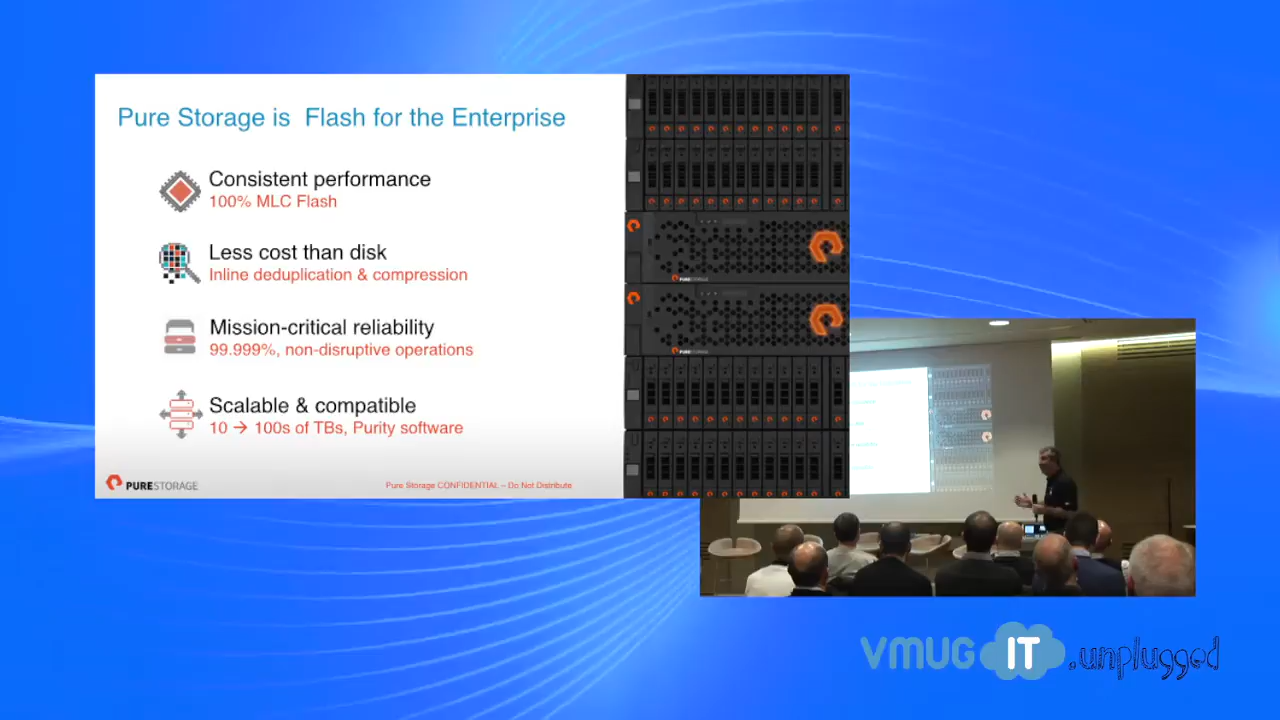 Pure Storage is Flash for the Enterprise
Consistent performance
100% MLC Flash
Less cost than disk
Inline deduplication & compression
Mission-critical reliability
99.999%, non-disruptive operations
Scalable & compatible
10 → 100s of TBs, Purity software
PURESTORAGE
Pure Storage CONFIDENTIAL – Do Not Distribute
PURESTORAGE
PURESTORAGE
VMUG IT .unplugged